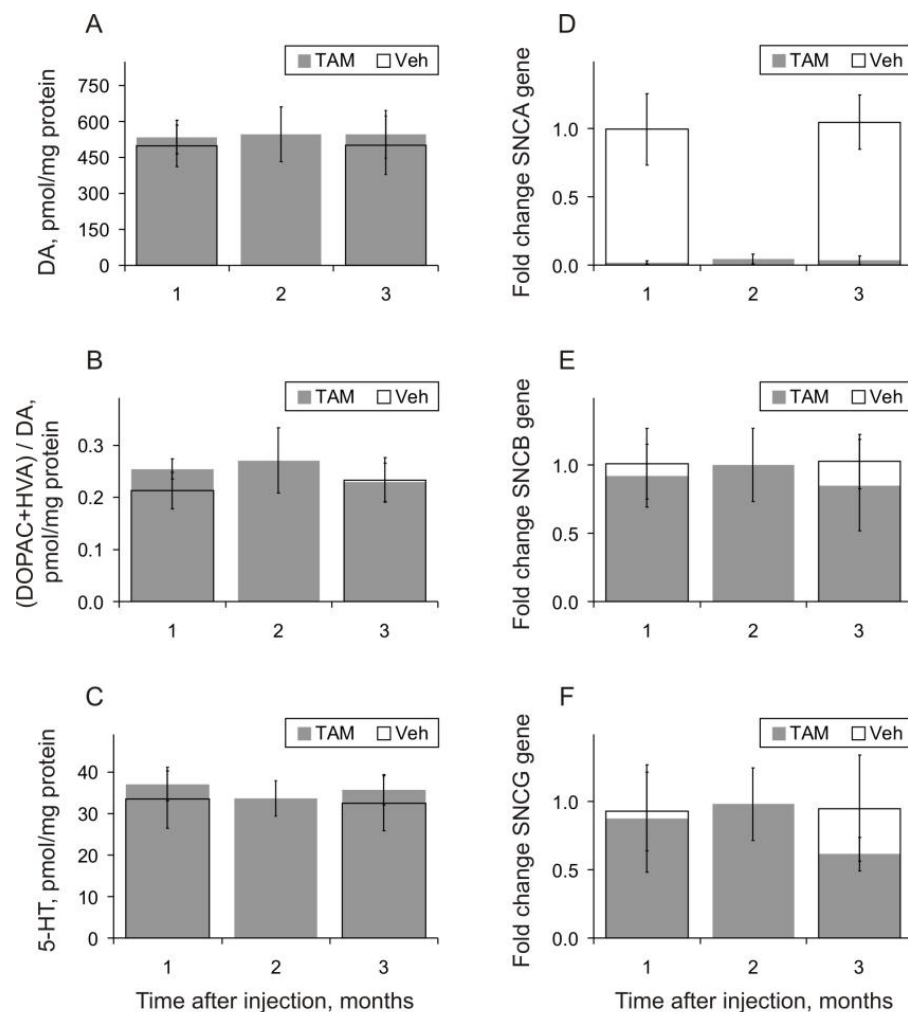 A
TAM Veh
DA, pmol/mg protein
750
600
450
300
150
0
1 2 3
B
TAM Veh
(DOPAC+HVA) / DA,
pmol/mg protein
0.3
0.2
0.1
0.0
1 2 3
C
TAM Veh
5-HT, pmol/mg protein
40
30
20
10
0
1 2 3
Time after injection, months
D
TAM Veh
Fold change SNCA gene
1.0
0.5
0.0
1 2 3
E
TAM Veh
Fold change SNCB gene
1.0
0.5
0.0
1 2 3
F
TAM Veh
Fold change SNCG gene
1.0
0.5
0.0
1 2 3
Time after injection, months